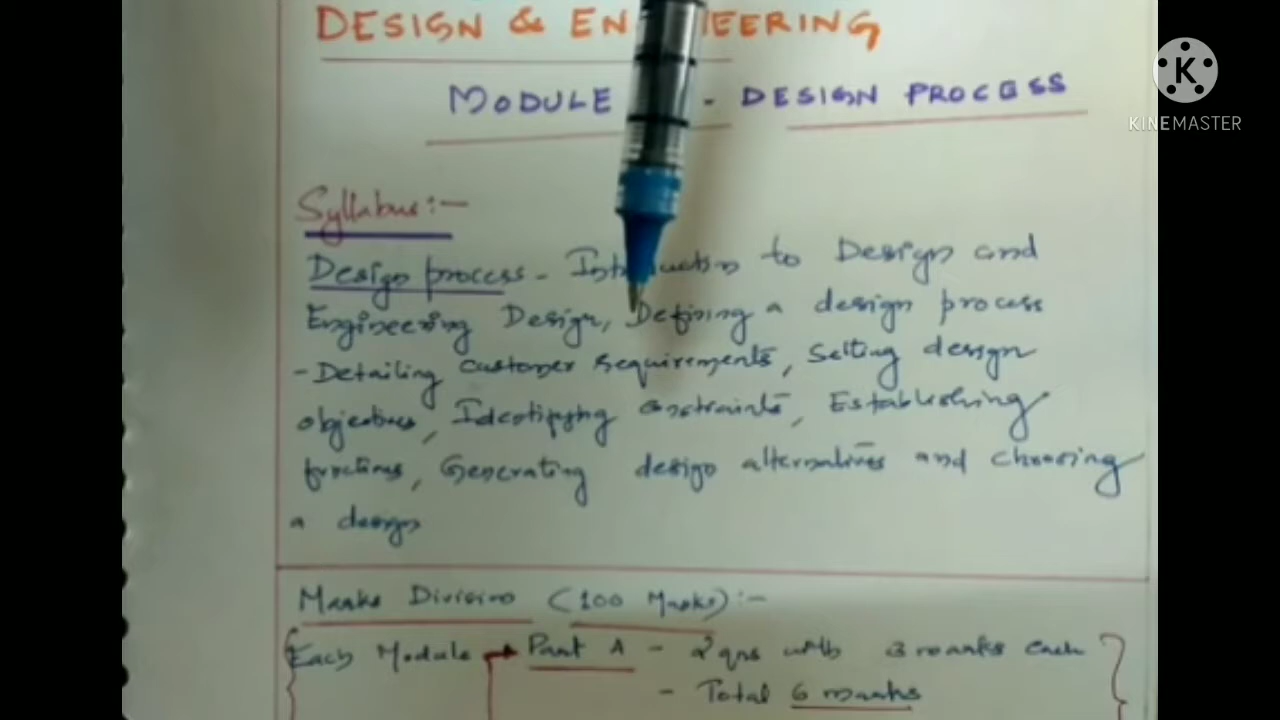 DESIGN & ENGINEERING
MODULE - DESIGN PROCESS
KINEMASTER
Syllabus:-
Design process - Introduction to Design and
Engineering Design, Defining a design process
- Detailing customer requirements, Setting design
objectives, Identifying constraints, Establishing
functions, Generating design alternatives and choosing
a design
Marks Division (100 Marks):-
Each Module → Part A - 2 qns with 3 marks each
- Total 6 marks